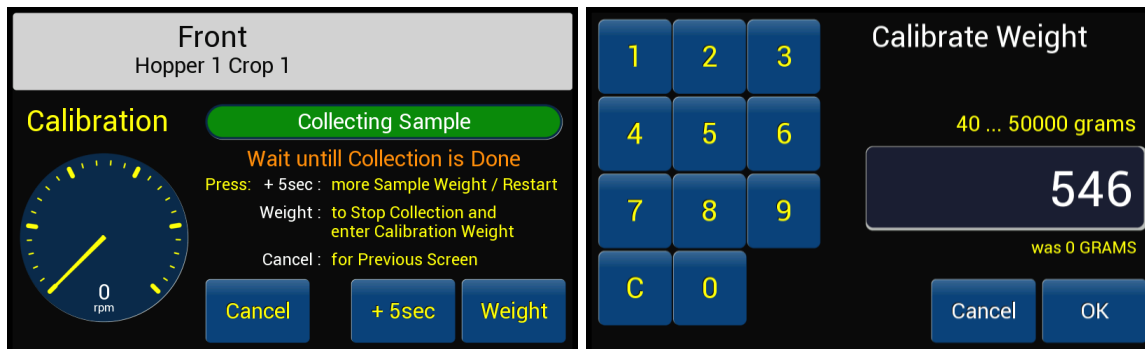 Front
Hopper 1 Crop 1
Calibration
Collecting Sample
Wait untill Collection is Done
Press: + 5sec : more Sample Weight / Restart
Weight : to Stop Collection and
enter Calibration Weight
Cancel : for Previous Screen
0
rpm
Cancel
+ 5sec
Weight
1 2 3
4 5 6
7 8 9
C 0
Calibrate Weight
40 ... 50000 grams
546
was 0 GRAMS
Cancel
OK